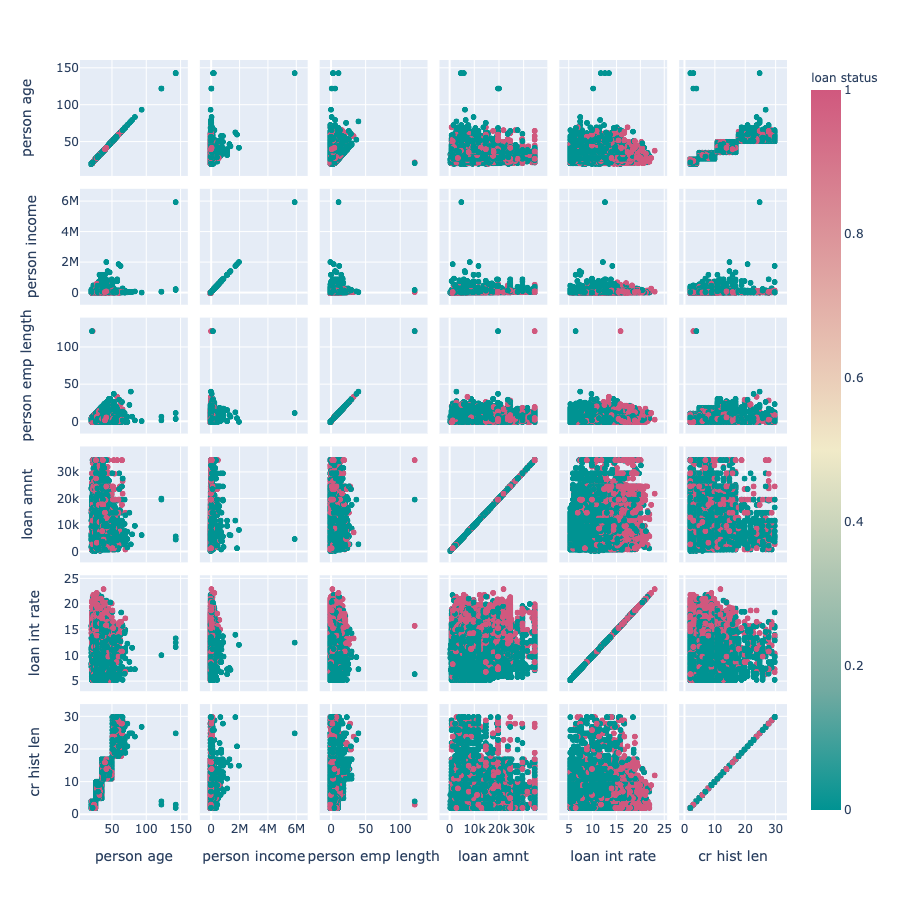 loan status
1
0.8
0.6
0.4
0.2
0
person age
150
100
50
person income
6M
4M
2M
0
person emp length
100
50
0
loan amnt
30k
20k
10k
0
loan int rate
25
20
15
10
5
cr hist len
30
20
10
0
50 100 150 0 2M 4M 6M 0 50 100 0 10k 20k 30k 5 10 15 20 25 0 10 20 30
person age person income person emp length loan amnt loan int rate cr hist len